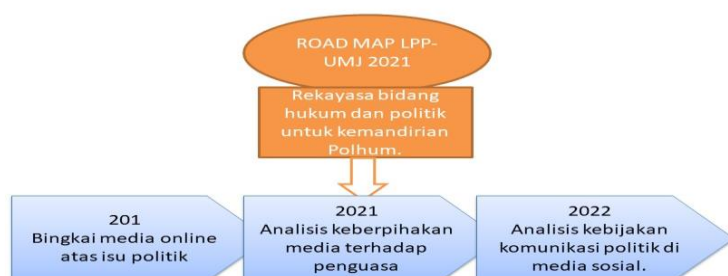 ROAD MAP LPP-
UMJ 2021
Rekayasa bidang
hukum dan politik
untuk kemandirian
Polhum.
201
Bingkai media online
atas isu politik
2021
Analisis keberpihakan
media terhadap
penguasa
2022
Analisis kebijakan
komunikasi politik di
media sosial.